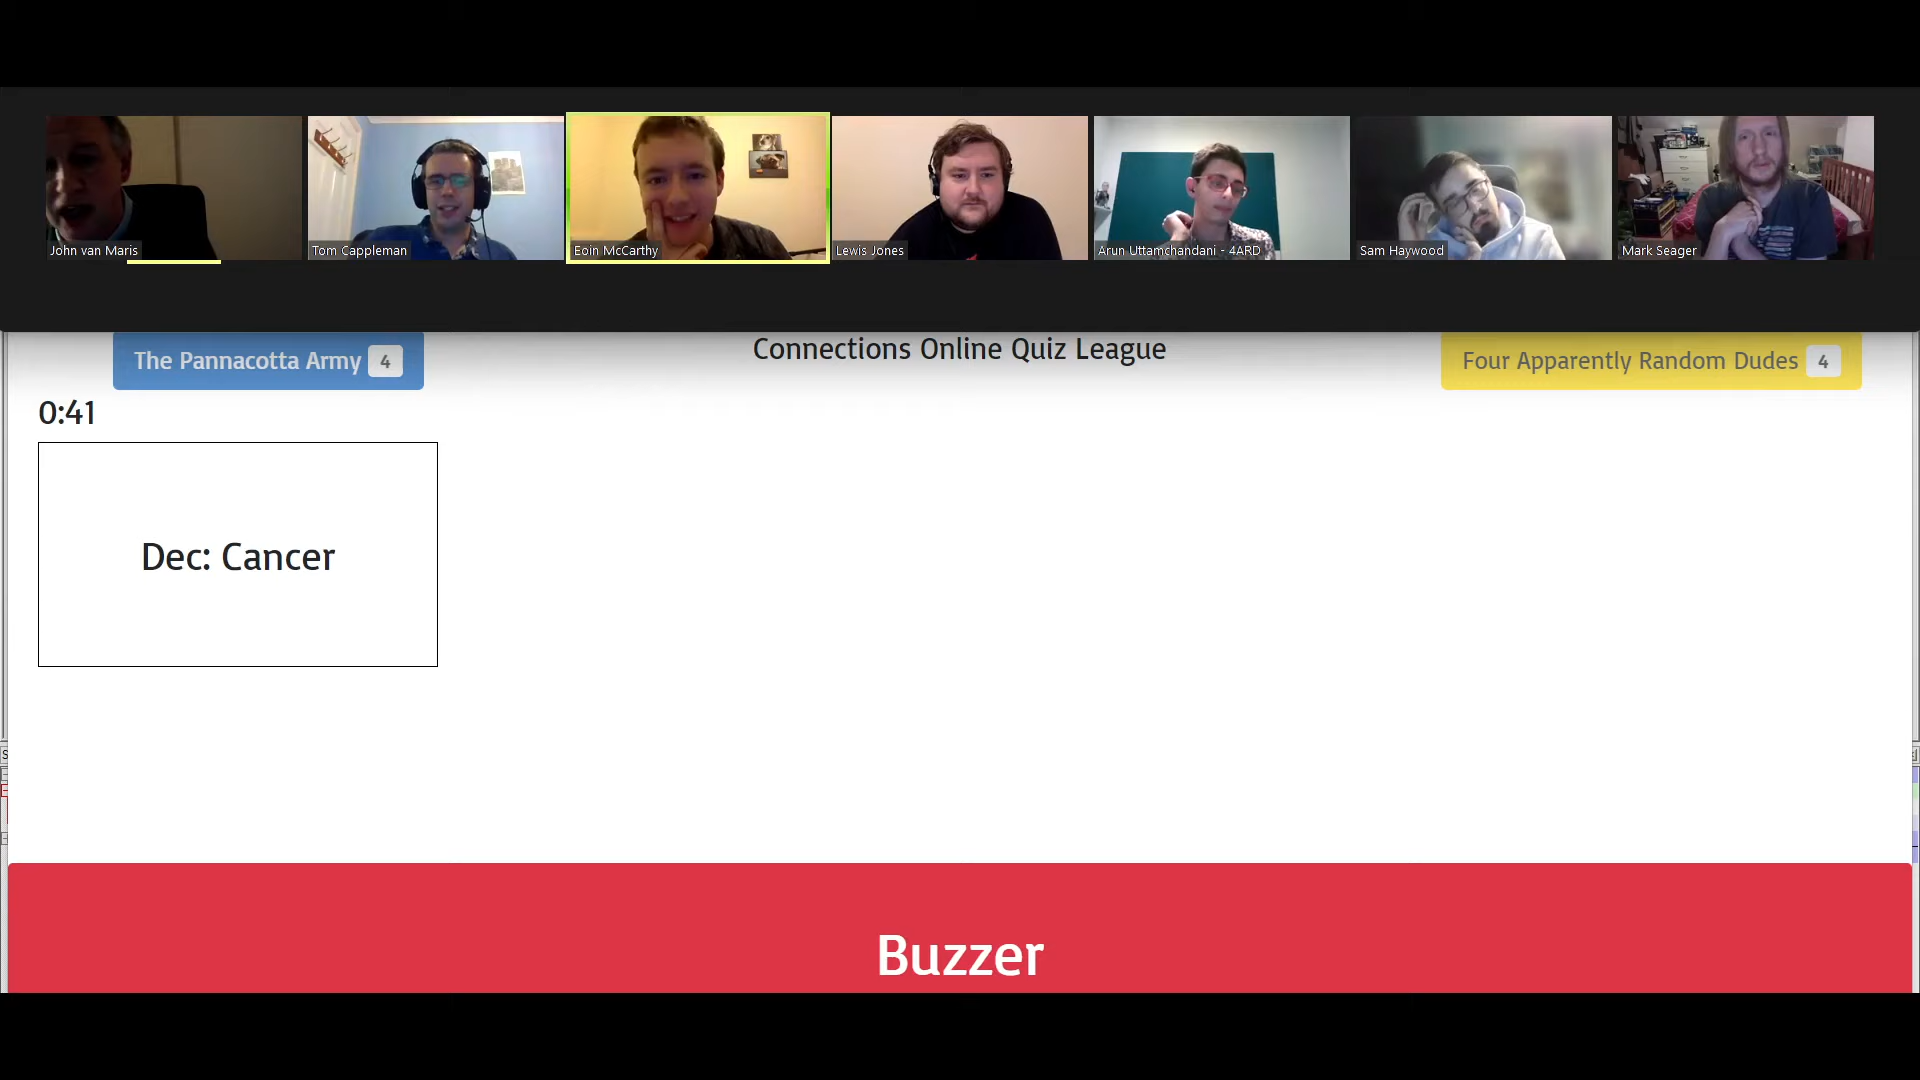 John van Maris
Tom Cappleman
Eoin McCarthy
Lewis Jones
Arun Uttamchandani - 4ARD
Sam Haywood
Mark Seager
The Pannacotta Army 4
Connections Online Quiz League
Four Apparently Random Dudes 4
0:41
Dec: Cancer
Buzzer